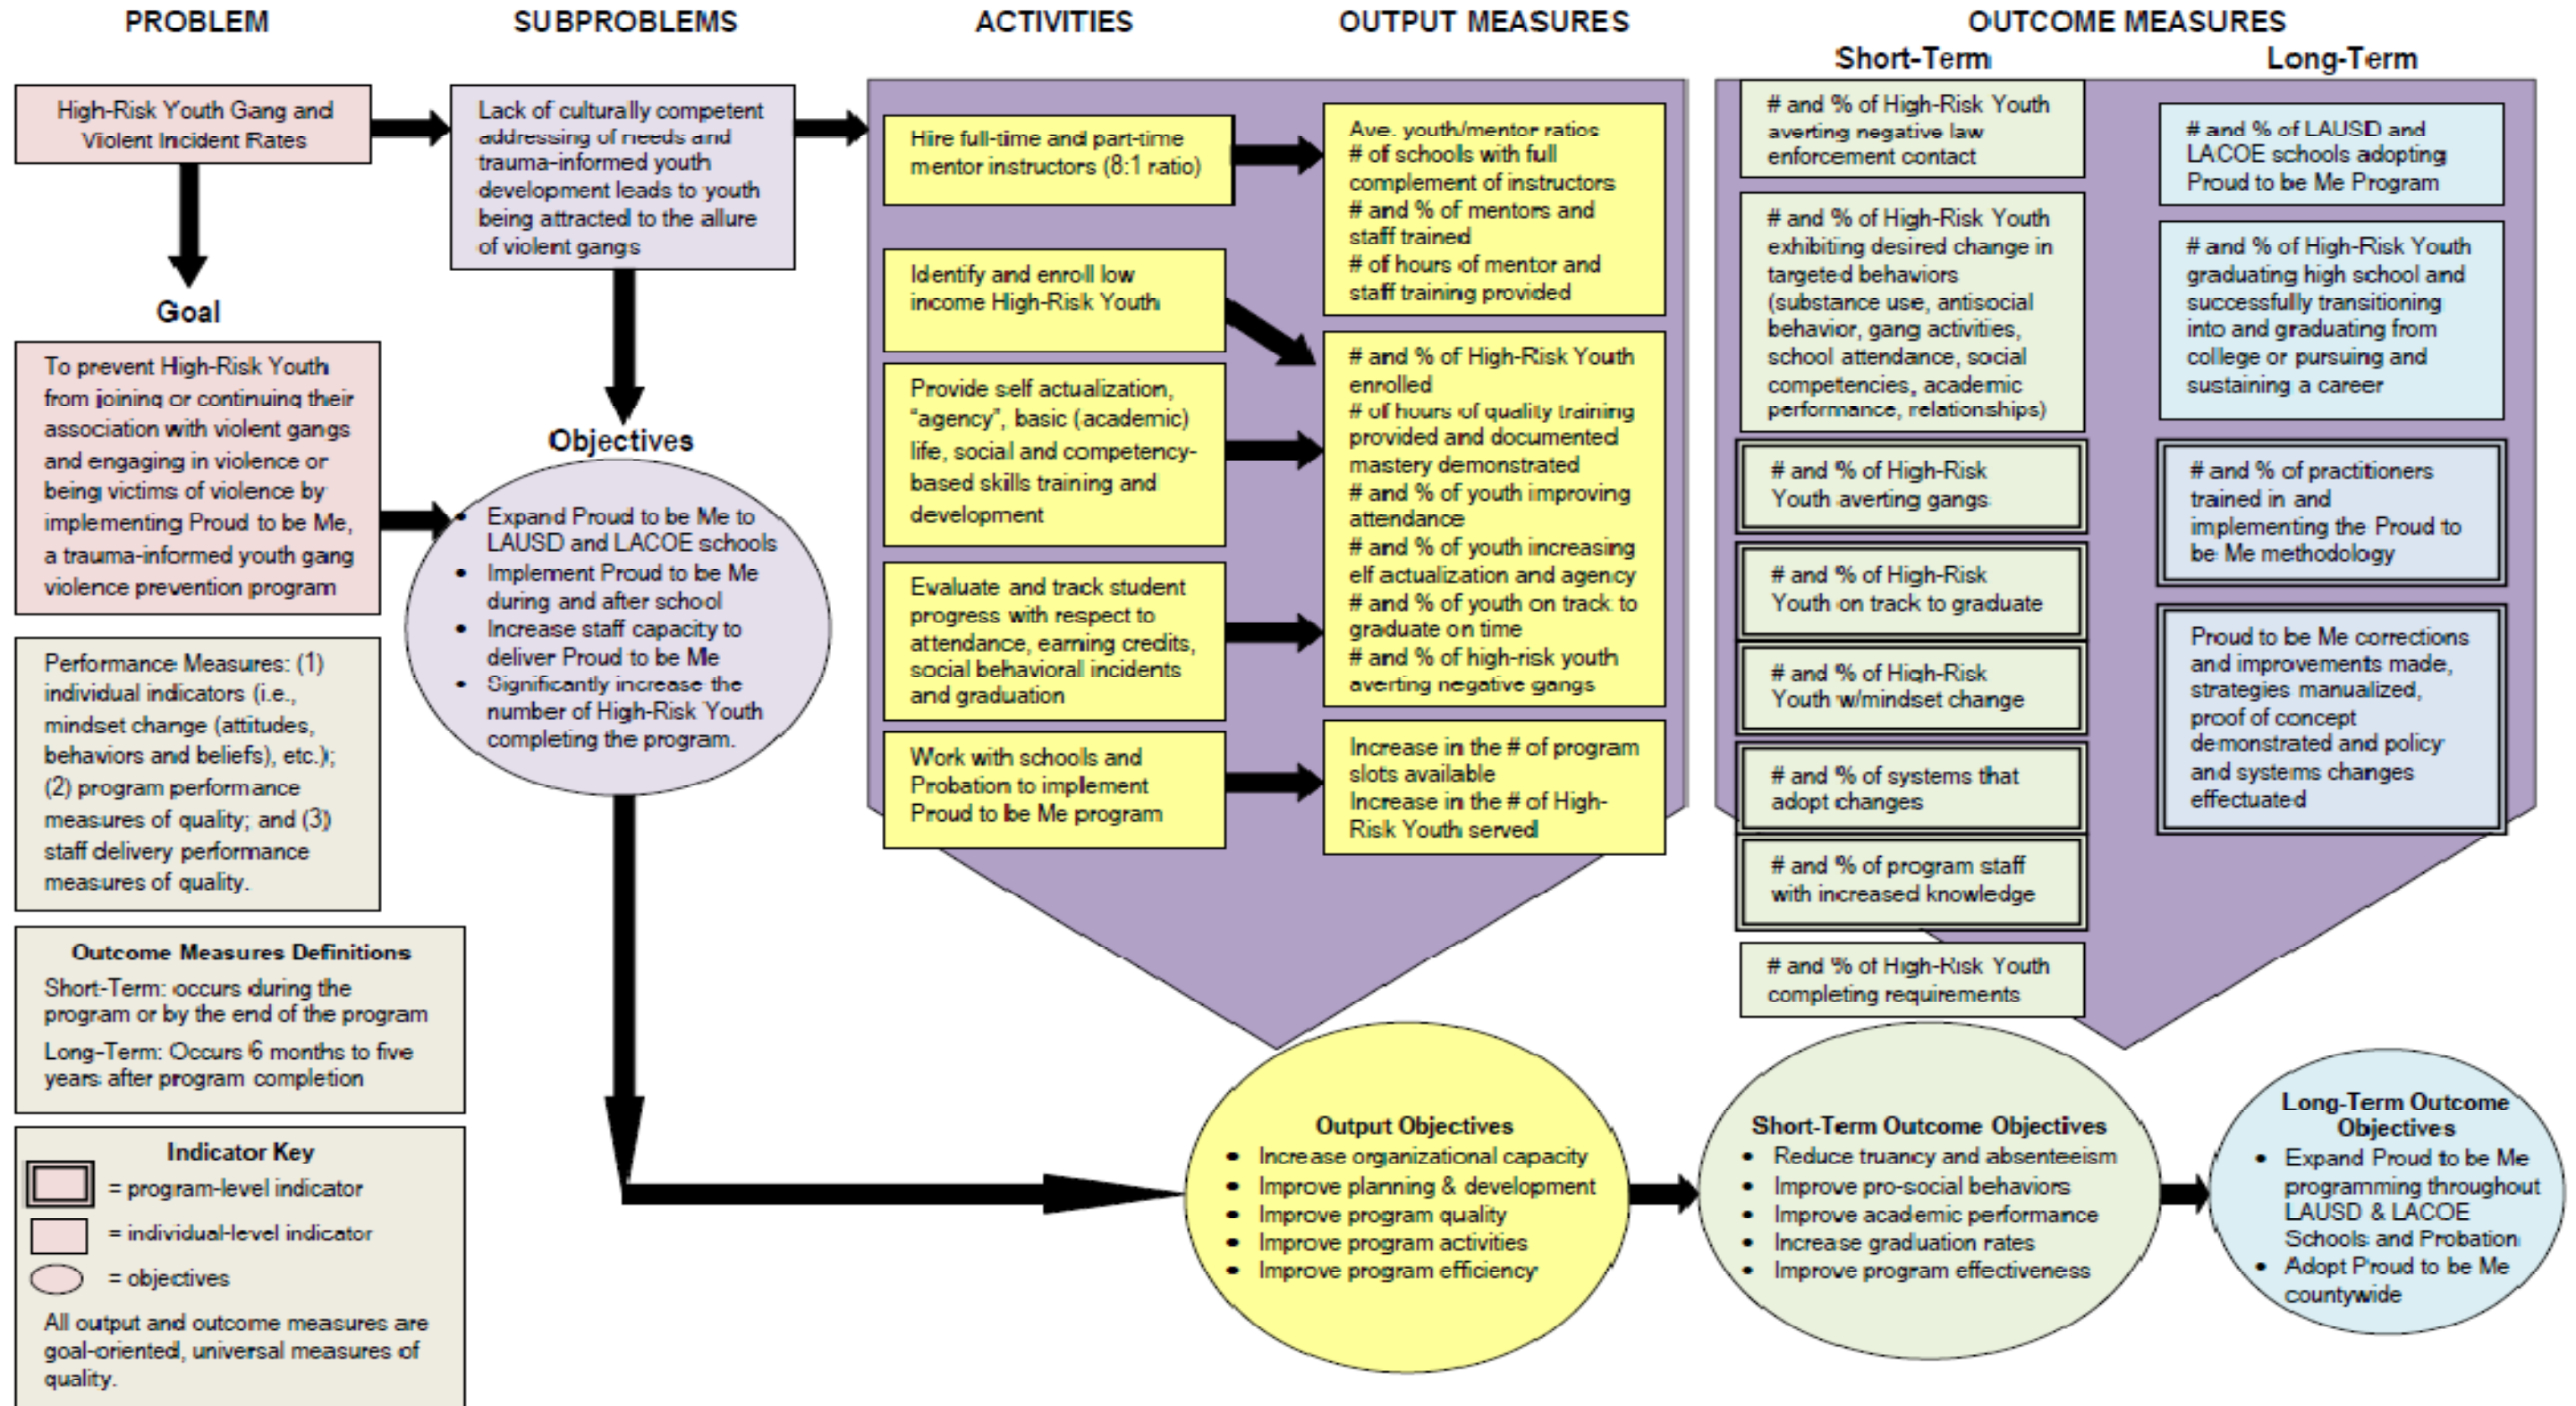 PROBLEM
SUBPROBLEMS
ACTIVITIES
OUTPUT MEASURES
OUTCOME MEASURES
Short-Term
Long-Term
High-Risk Youth Gang and
Violent Incident Rates
Goal
To prevent High-Risk Youth
from joining or continuing their
association with violent gangs
and engaging in violence or
being victims of violence by
implementing Proud to be Me,
a trauma-informed youth gang
violence prevention program
Performance Measures: (1)
individual indicators (i.e.,
mindset change (attitudes,
behaviors and beliefs), etc.);
(2) program performance
measures of quality; and (3)
staff delivery performance
measures of quality.
Outcome Measures Definitions
Short-Term: occurs during the
program or by the end of the program
Long-Term: Occurs 6 months to five
years after program completion
Indicator Key
= program-level indicator
= individual-level indicator
= objectives
All output and outcome measures are
goal-oriented, universal measures of
quality.
Lack of culturally competent
addressing of needs and
trauma-informed youth
development leads to youth
being attracted to the allure
of violent gangs
Objectives
• Expand Proud to be Me to
LAUSD and LACOE schools
• Implement Proud to be Me
during and after school
• Increase staff capacity to
deliver Proud to be Me
• Significantly increase the
number of High-Risk Youth
completing the program.
Hire full-time and part-time
mentor instructors (8:1 ratio)
Identify and enroll low
income High-Risk Youth
Provide self actualization,
“agency”, basic (academic)
life, social and competency-
based skills training and
development
Evaluate and track student
progress with respect to
attendance, earning credits,
social behavioral incidents
and graduation
Work with schools and
Probation to implement
Proud to be Me program
Ave. youth/mentor ratios
# of schools with full
complement of instructors
# and % of mentors and
staff trained
# of hours of mentor and
staff training provided
# and % of High-Risk Youth
enrolled
# of hours of quality training
provided and documented
mastery demonstrated
# and % of youth improving
attendance
# and % of youth increasing
elf actualization and agency
# and % of youth on track to
graduate on time
# and % of high-risk youth
averting negative gangs
Increase in the # of program
slots available
Increase in the # of High-
Risk Youth served
# and % of High-Risk Youth
averting negative law
enforcement contact
# and % of High-Risk Youth
exhibiting desired change in
targeted behaviors
(substance use, antisocial
behavior, gang activities,
school attendance, social
competencies, academic
performance, relationships)
# and % of High-Risk
Youth averting gangs
# and % of High-Risk
Youth on track to graduate
# and % of High-Risk
Youth w/mindset change
# and % of systems that
adopt changes
# and % of program staff
with increased knowledge
# and % of High-Risk Youth
completing requirements
# and % of LAUSD and
LACOE schools adopting
Proud to be Me Program
# and % of High-Risk Youth
graduating high school and
successfully transitioning
into and graduating from
college or pursuing and
sustaining a career
# and % of practitioners
trained in and
implementing the Proud to
be Me methodology
Proud to be Me corrections
and improvements made,
strategies manualized,
proof of concept
demonstrated and policy
and systems changes
effectuated
Output Objectives
• Increase organizational capacity
• Improve planning & development
• Improve program quality
• Improve program activities
• Improve program efficiency
Short-Term Outcome Objectives
• Reduce truancy and absenteeism
• Improve pro-social behaviors
• Improve academic performance
• Increase graduation rates
• Improve program effectiveness
Long-Term Outcome
Objectives
• Expand Proud to be Me
programming throughout
LAUSD & LACOE
Schools and Probation
• Adopt Proud to be Me
countywide